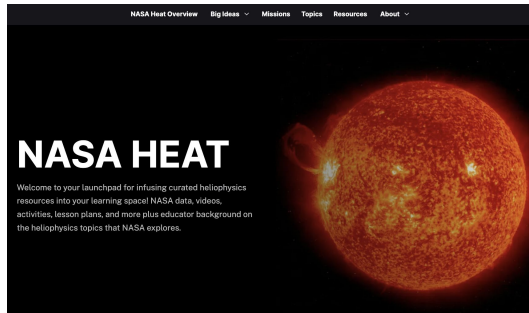 NASA Heat Overview Big Ideas Missions Topics Resources About
NASA HEAT
Welcome to your launchpad for infusing curated heliophysics
resources into your learning space! NASA data, videos,
activities, lesson plans, and more plus educator background on
the heliophysics topics that NASA explores.